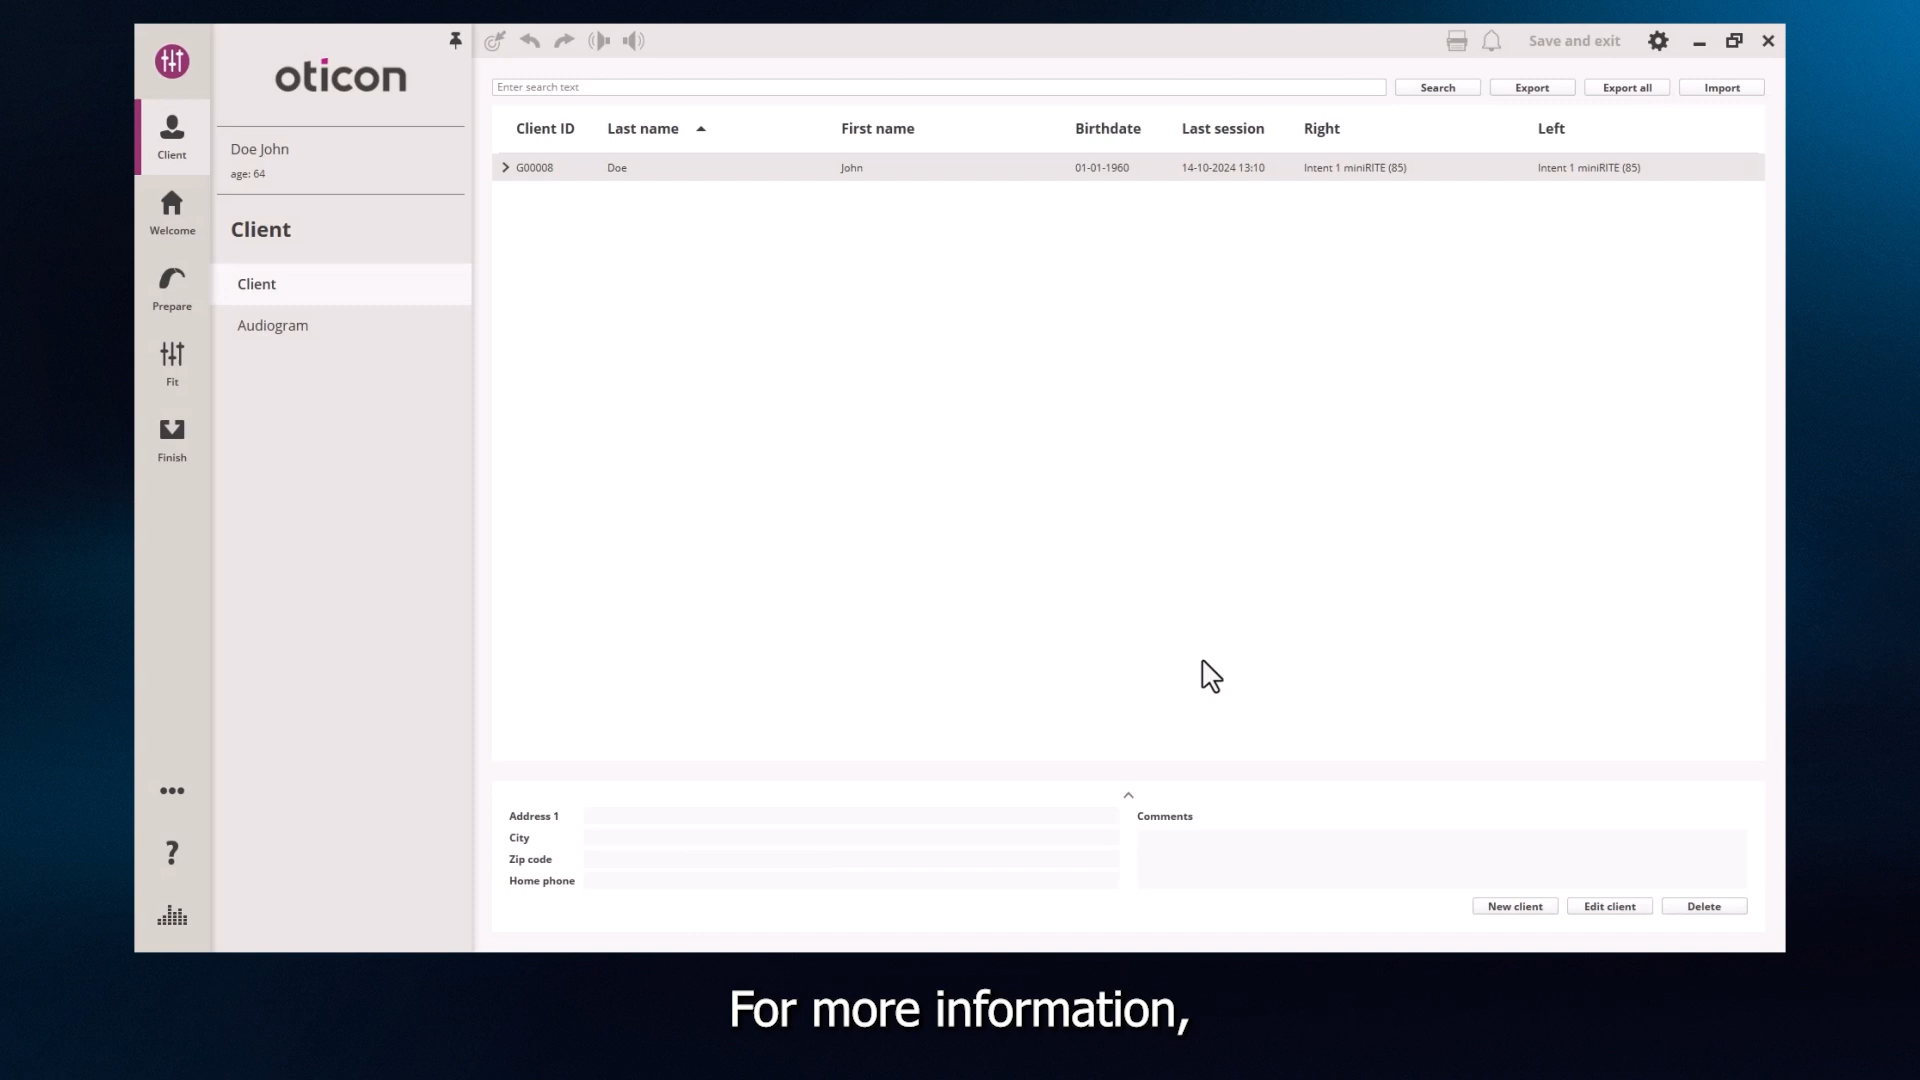 oticon
Save and exit
Doe John
age: 64
Client
Client
Audiogram
Client
Welcome
Prepare
Fit
Finish
?
Enter search text
Search
Export
Export all
Import
Client ID Last name First name Birthdate Last session Right Left
G00008 Doe John 01-01-1960 14-10-2024 13:10 Intent 1 miniRITE (85) Intent 1 miniRITE (85)
Address 1
City
Zip code
Home phone
Comments
New client
Edit client
Delete
For more information,